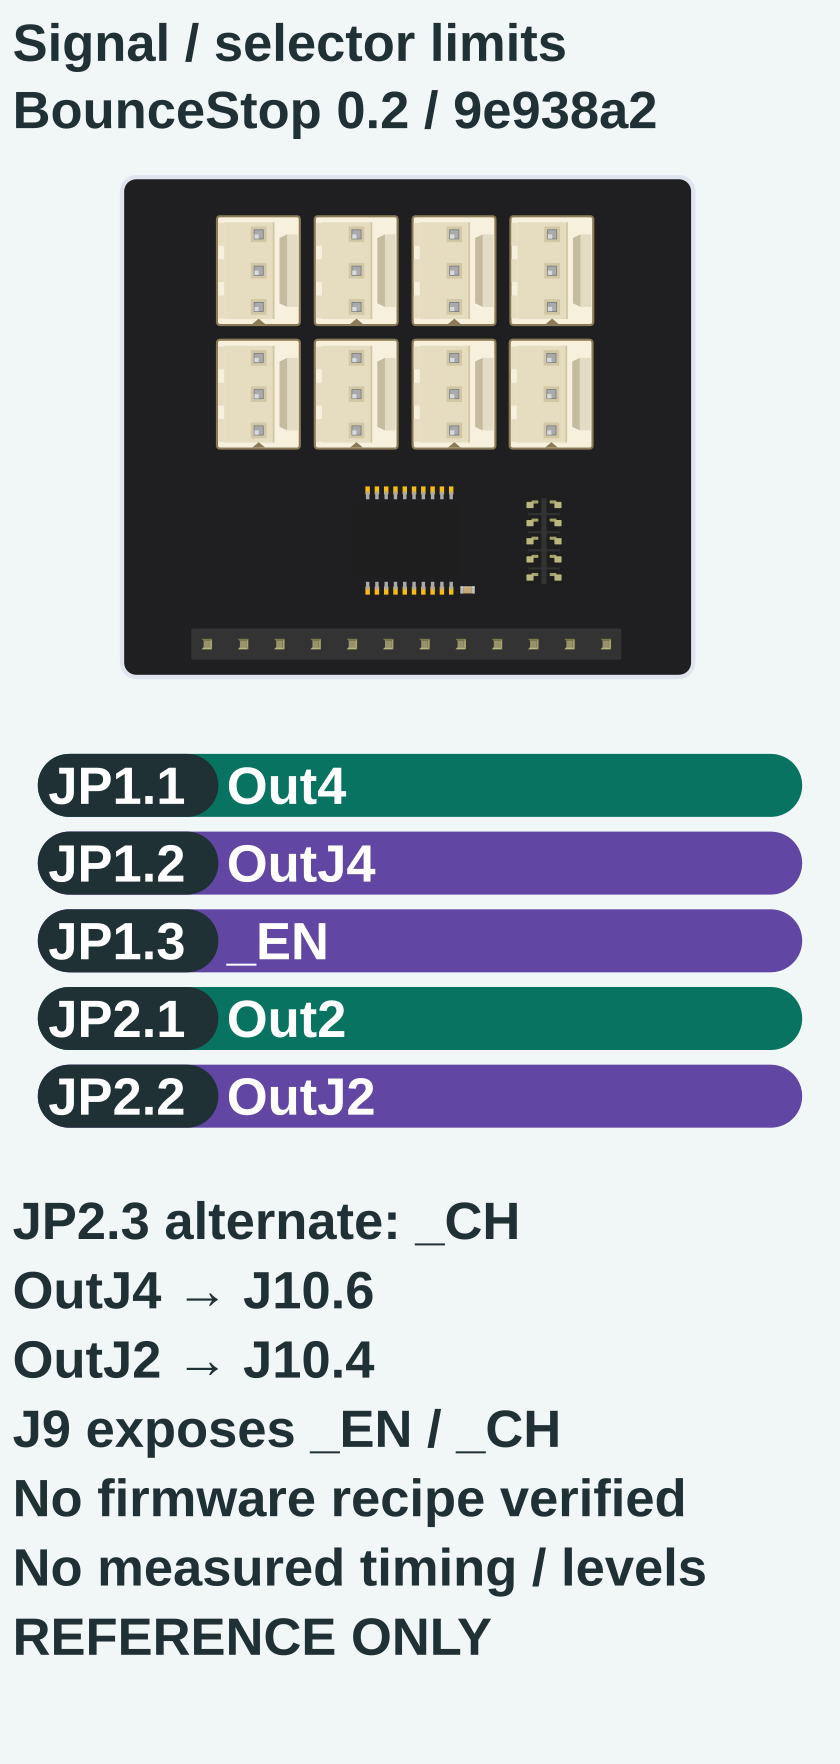 Signal / selector limits
BounceStop 0.2 / 9e938a2
JP1.1 Out4
JP1.2 OutJ4
JP1.3 _EN
JP2.1 Out2
JP2.2 OutJ2
JP2.3 alternate: _CH
OutJ4 → J10.6
OutJ2 → J10.4
J9 exposes _EN / _CH
No firmware recipe verified
No measured timing / levels
REFERENCE ONLY